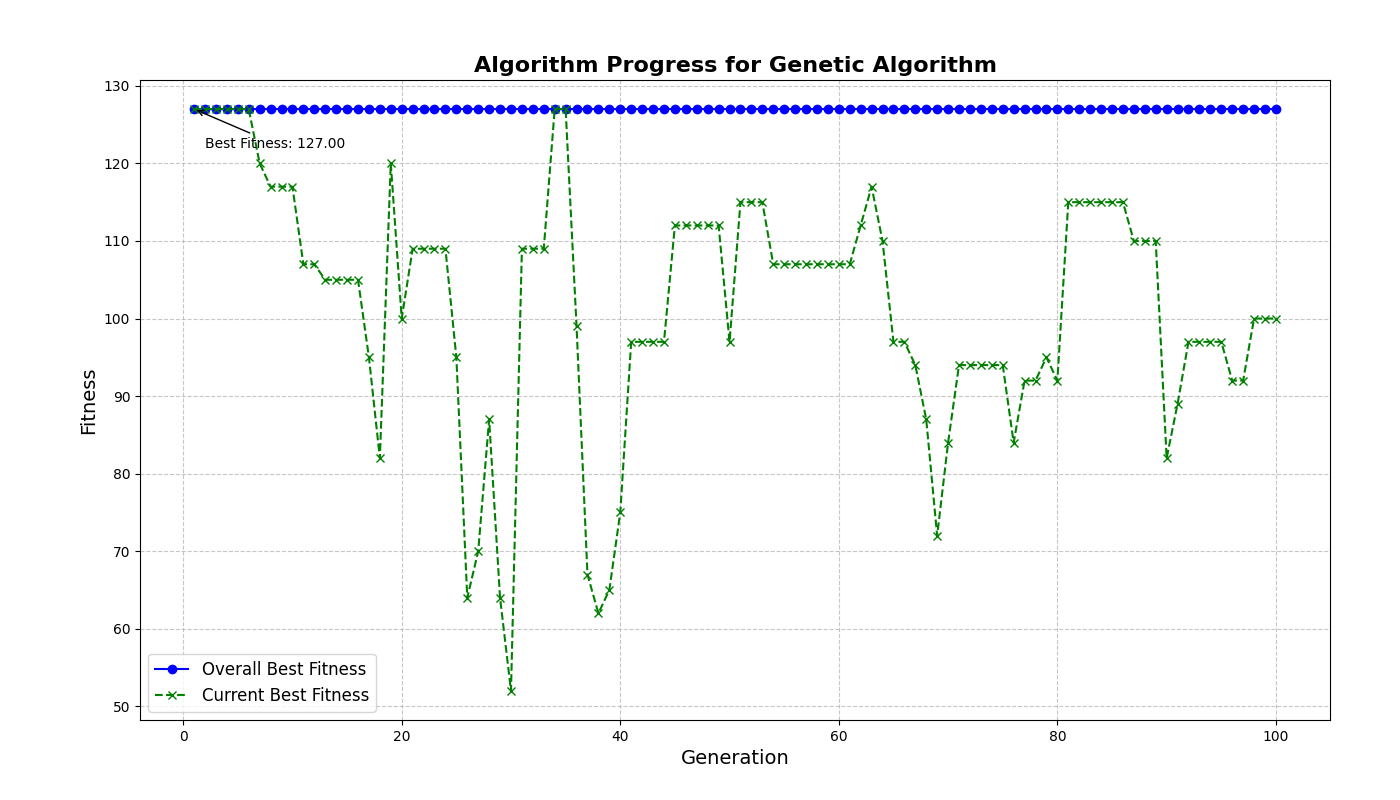 Algorithm Progress for Genetic Algorithm
130
120
110
100
90
80
70
60
50
Fitness
Best Fitness: 127.00
Overall Best Fitness
Current Best Fitness
0 20 40 60 80 100
Generation